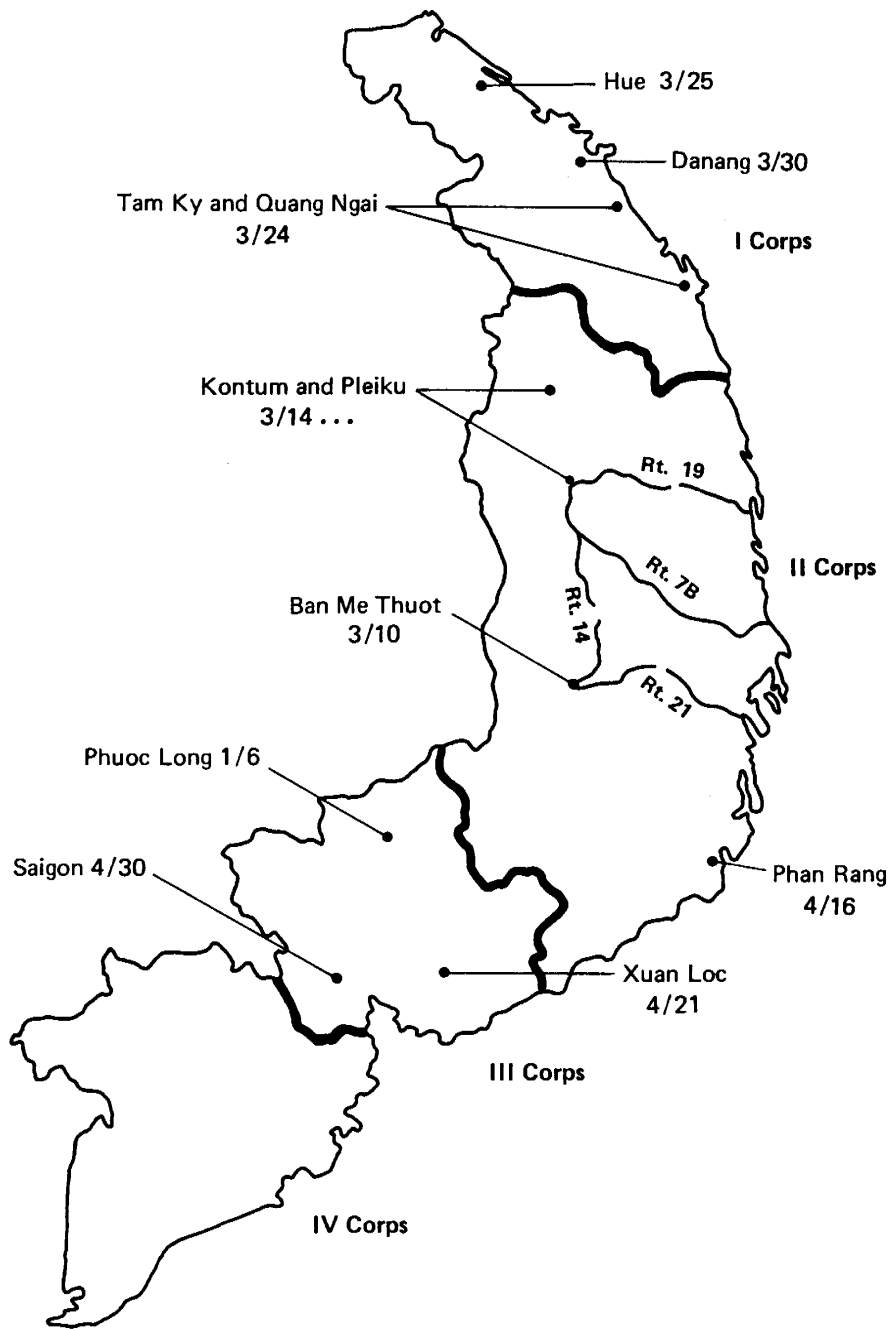 Hue 3/25
Danang 3/30
Tam Ky and Quang Ngai
3/24
I Corps
Kontum and Pleiku
3/14 . . .
Rt. 19
II Corps
Rt. 7B
Ban Me Thuot
3/10
Rt. 14
Rt. 21
Phuoc Long 1/6
Saigon 4/30
Phan Rang
4/16
Xuan Loc
4/21
III Corps
IV Corps